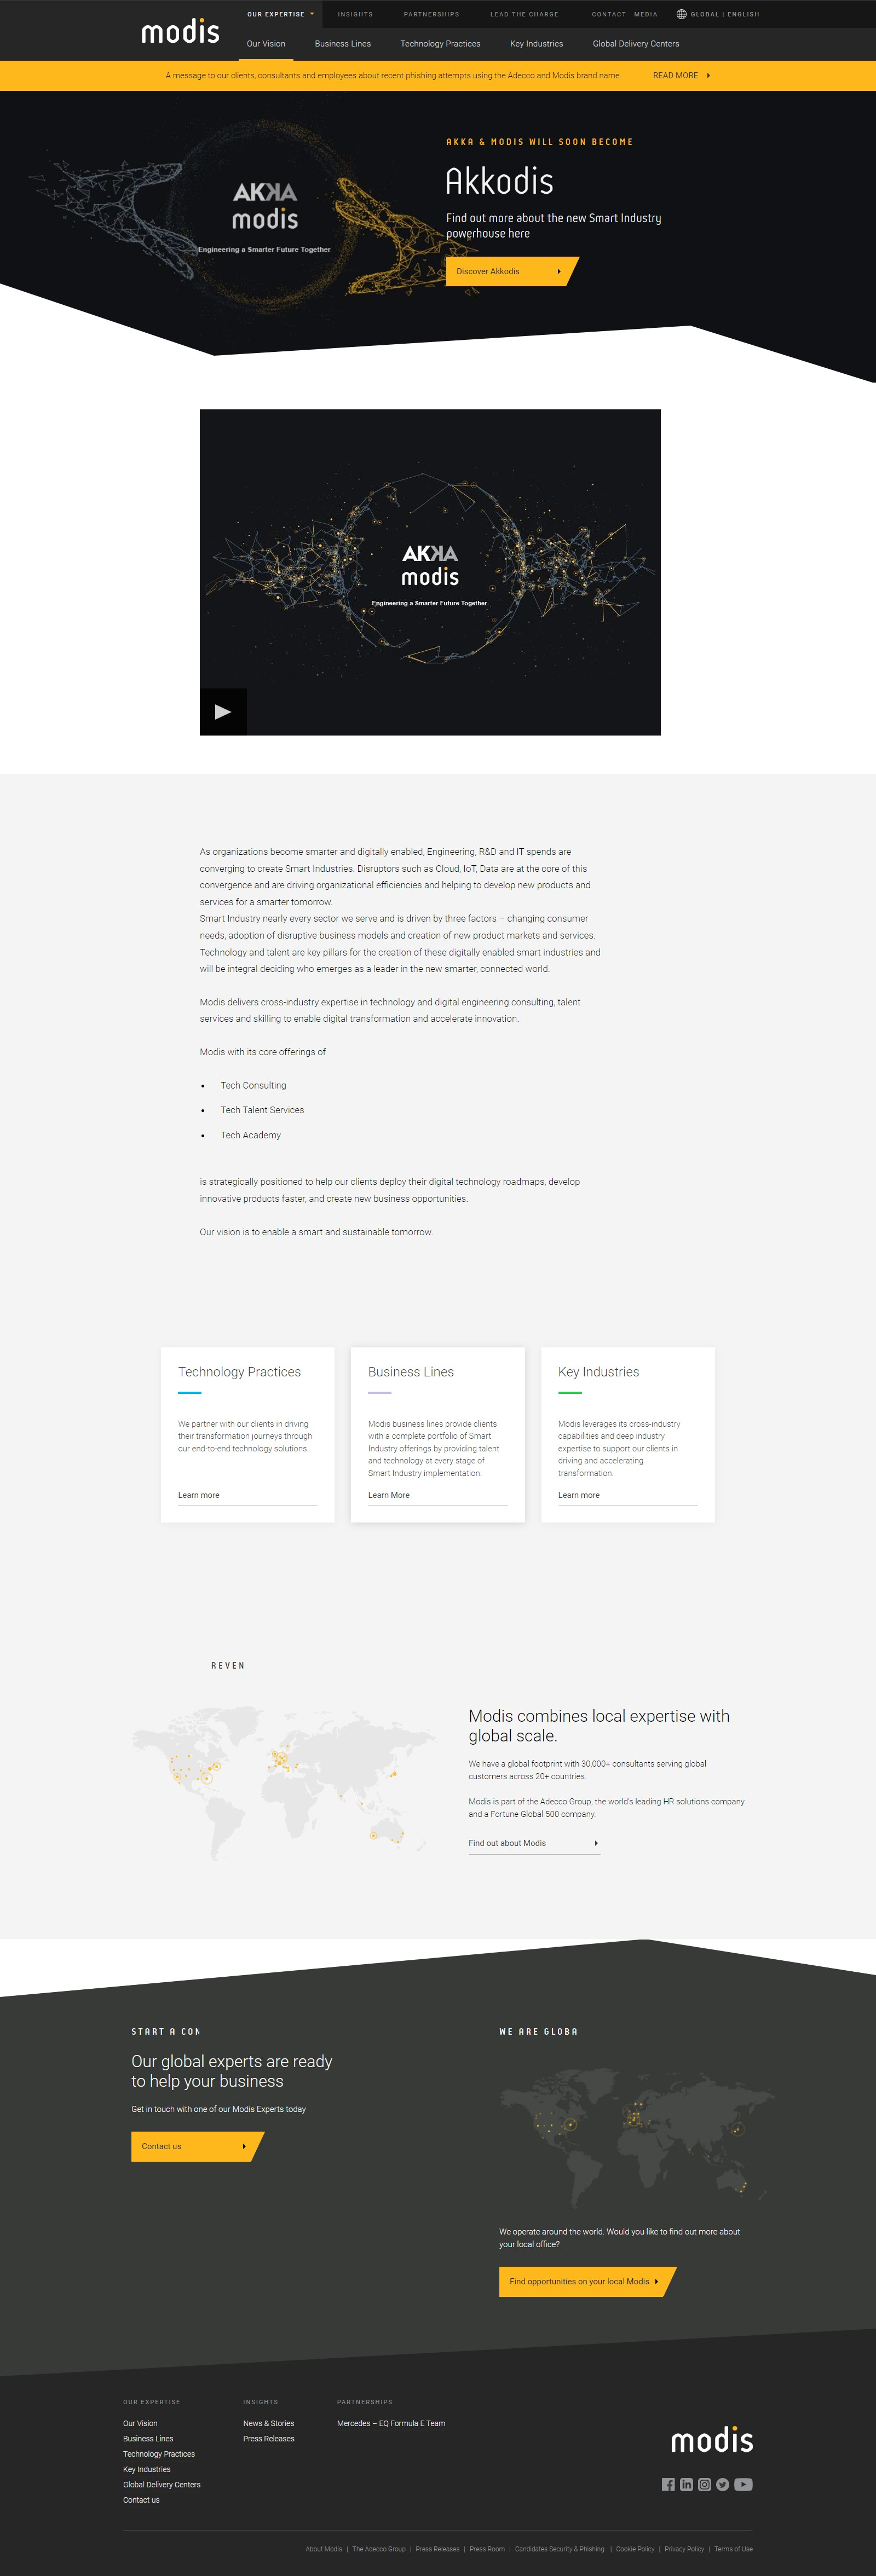 modis
OUR EXPERTISE
INSIGHTS
PARTNERSHIPS
LEAD THE CHARGE
CONTACT
MEDIA
GLOBAL | ENGLISH
Our Vision
Business Lines
Technology Practices
Key Industries
Global Delivery Centers
A message to our clients, consultants and employees about recent phishing attempts using the Adecco and Modis brand name.
READ MORE
AKKA & MODIS WILL SOON BECOME
Akkodis
Find out more about the new Smart Industry
powerhouse here
Discover Akkodis
AKKA
modis
Engineering a Smarter Future Together
AKKA
modis
Engineering a Smarter Future Together
As organizations become smarter and digitally enabled, Engineering, R&D and IT spends are
converging to create Smart Industries. Disruptors such as Cloud, IoT, Data are at the core of this
convergence and are driving organizational efficiencies and helping to develop new products and
services for a smarter tomorrow.
Smart Industry nearly every sector we serve and is driven by three factors – changing consumer
needs, adoption of disruptive business models and creation of new product markets and services.
Technology and talent are key pillars for the creation of these digitally enabled smart industries and
will be integral deciding who emerges as a leader in the new smarter, connected world.
Modis delivers cross-industry expertise in technology and digital engineering consulting, talent
services and skilling to enable digital transformation and accelerate innovation.
Modis with its core offerings of
• Tech Consulting
• Tech Talent Services
• Tech Academy
is strategically positioned to help our clients deploy their digital technology roadmaps, develop
innovative products faster, and create new business opportunities.
Our vision is to enable a smart and sustainable tomorrow.
Technology Practices
We partner with our clients in driving
their transformation journeys through
our end-to-end technology solutions.
Learn more
Business Lines
Modis business lines provide clients
with a complete portfolio of Smart
Industry offerings by providing talent
and technology at every stage of
Smart Industry implementation.
Learn More
Key Industries
Modis leverages its cross-industry
capabilities and deep industry
expertise to support our clients in
driving and accelerating
transformation.
Learn more
REVEN
Modis combines local expertise with
global scale.
We have a global footprint with 30,000+ consultants serving global
customers across 20+ countries.
Modis is part of the Adecco Group, the world's leading HR solutions company
and a Fortune Global 500 company.
Find out about Modis
START A CON
Our global experts are ready
to help your business
Get in touch with one of our Modis Experts today
Contact us
WE ARE GLOBA
We operate around the world. Would you like to find out more about
your local office?
Find opportunities on your local Modis
OUR EXPERTISE
Our Vision
Business Lines
Technology Practices
Key Industries
Global Delivery Centers
Contact us
INSIGHTS
News & Stories
Press Releases
PARTNERSHIPS
Mercedes – EQ Formula E Team
modis
About Modis | The Adecco Group | Press Releases | Press Room | Candidates Security & Phishing | Cookie Policy | Privacy Policy | Terms of Use